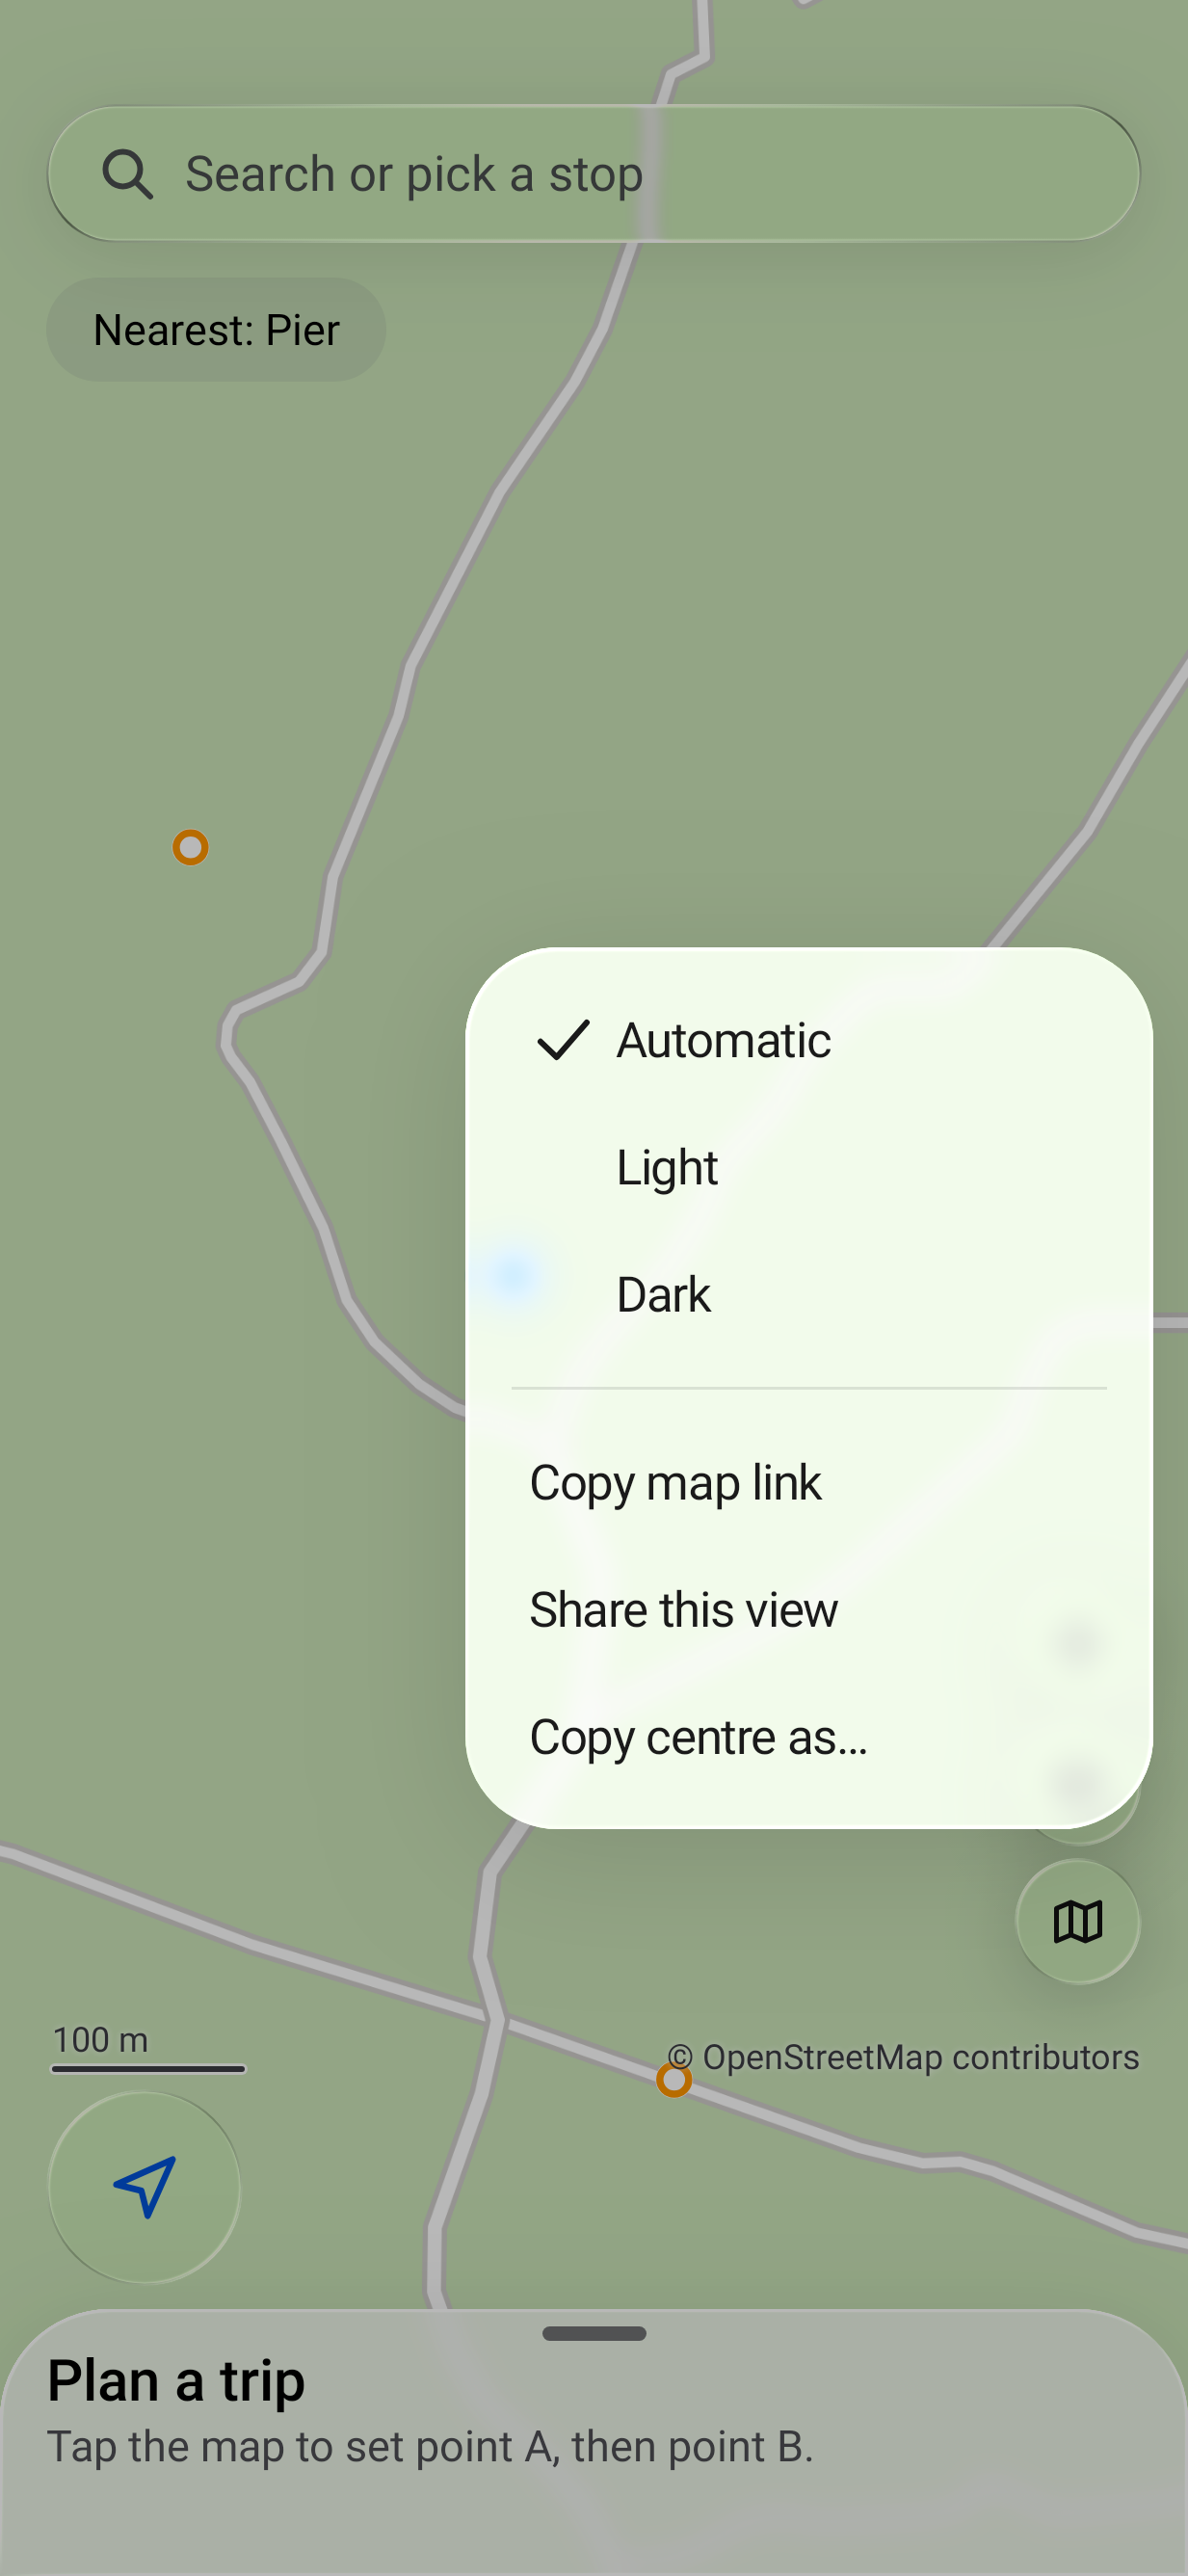 Search or pick a stop
Nearest: Pier
Automatic
Light
Dark
Copy map link
Share this view
Copy centre as...
100 m
© OpenStreetMap contributors
Plan a trip
Tap the map to set point A, then point B.